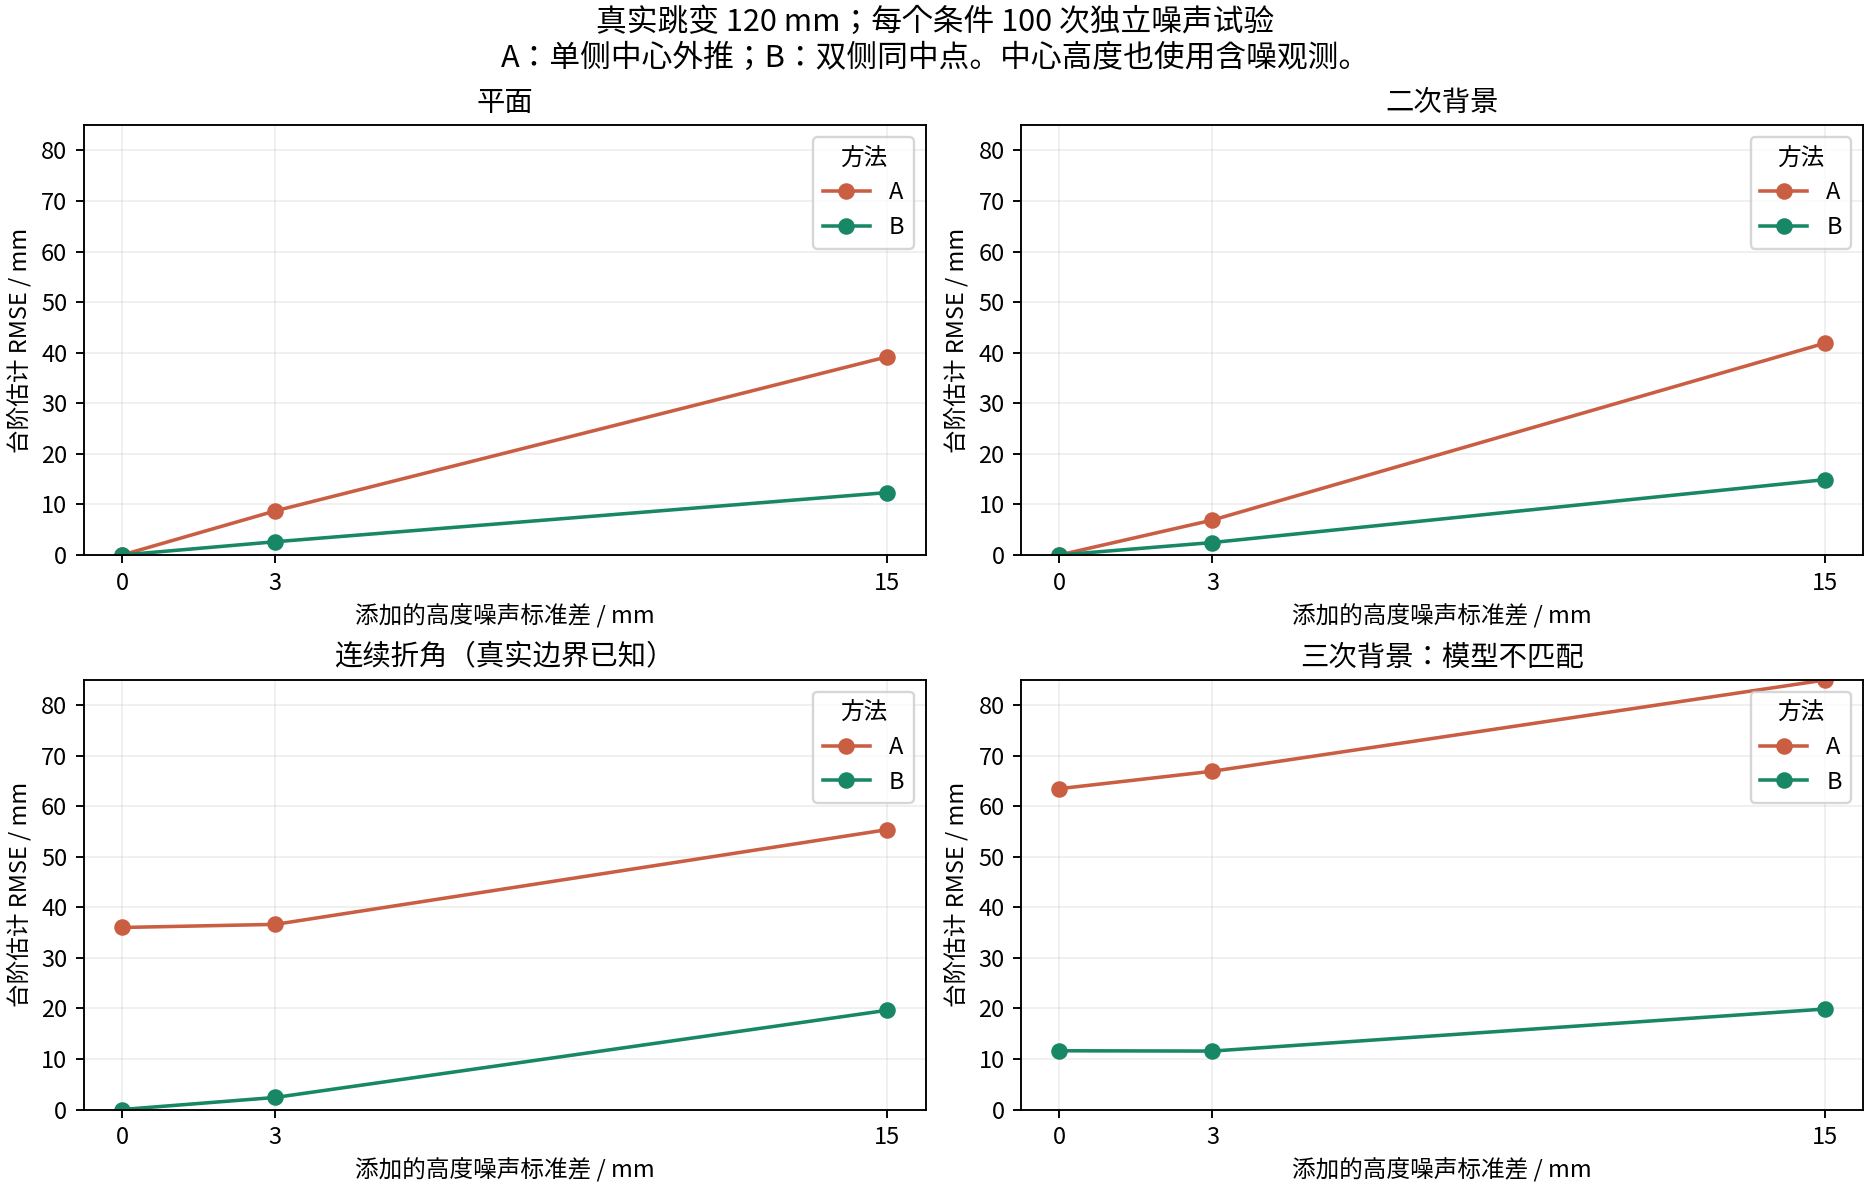 真实跳变 120 mm；每个条件 100 次独立噪声试验
A：单侧中心外推；B：双侧同中点。中心高度也使用含噪观测。
平面
台阶估计 RMSE / mm
80
70
60
50
40
30
20
10
0
0
3
15
添加的高度噪声标准差 / mm
方法
A
B
二次背景
台阶估计 RMSE / mm
80
70
60
50
40
30
20
10
0
0
3
15
添加的高度噪声标准差 / mm
方法
A
B
连续折角（真实边界已知）
台阶估计 RMSE / mm
80
70
60
50
40
30
20
10
0
0
3
15
添加的高度噪声标准差 / mm
方法
A
B
三次背景：模型不匹配
台阶估计 RMSE / mm
80
70
60
50
40
30
20
10
0
0
3
15
添加的高度噪声标准差 / mm
方法
A
B